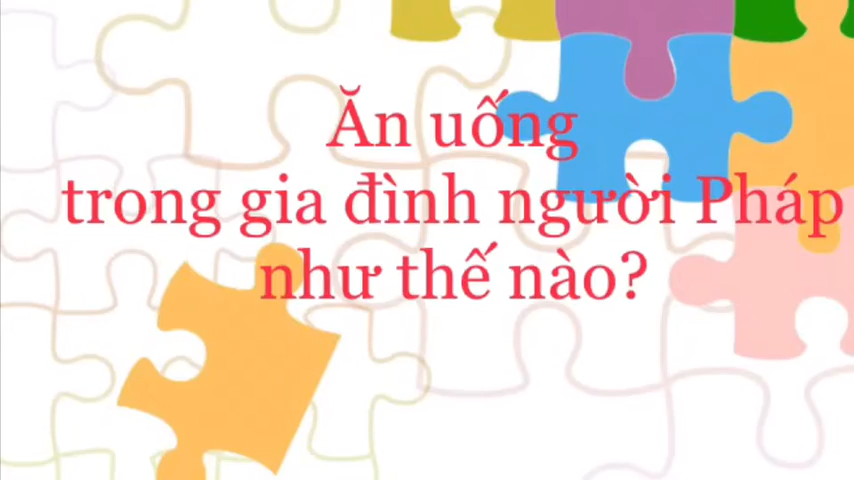 Ăn uống
trong gia đình người Pháp
như thế nào?